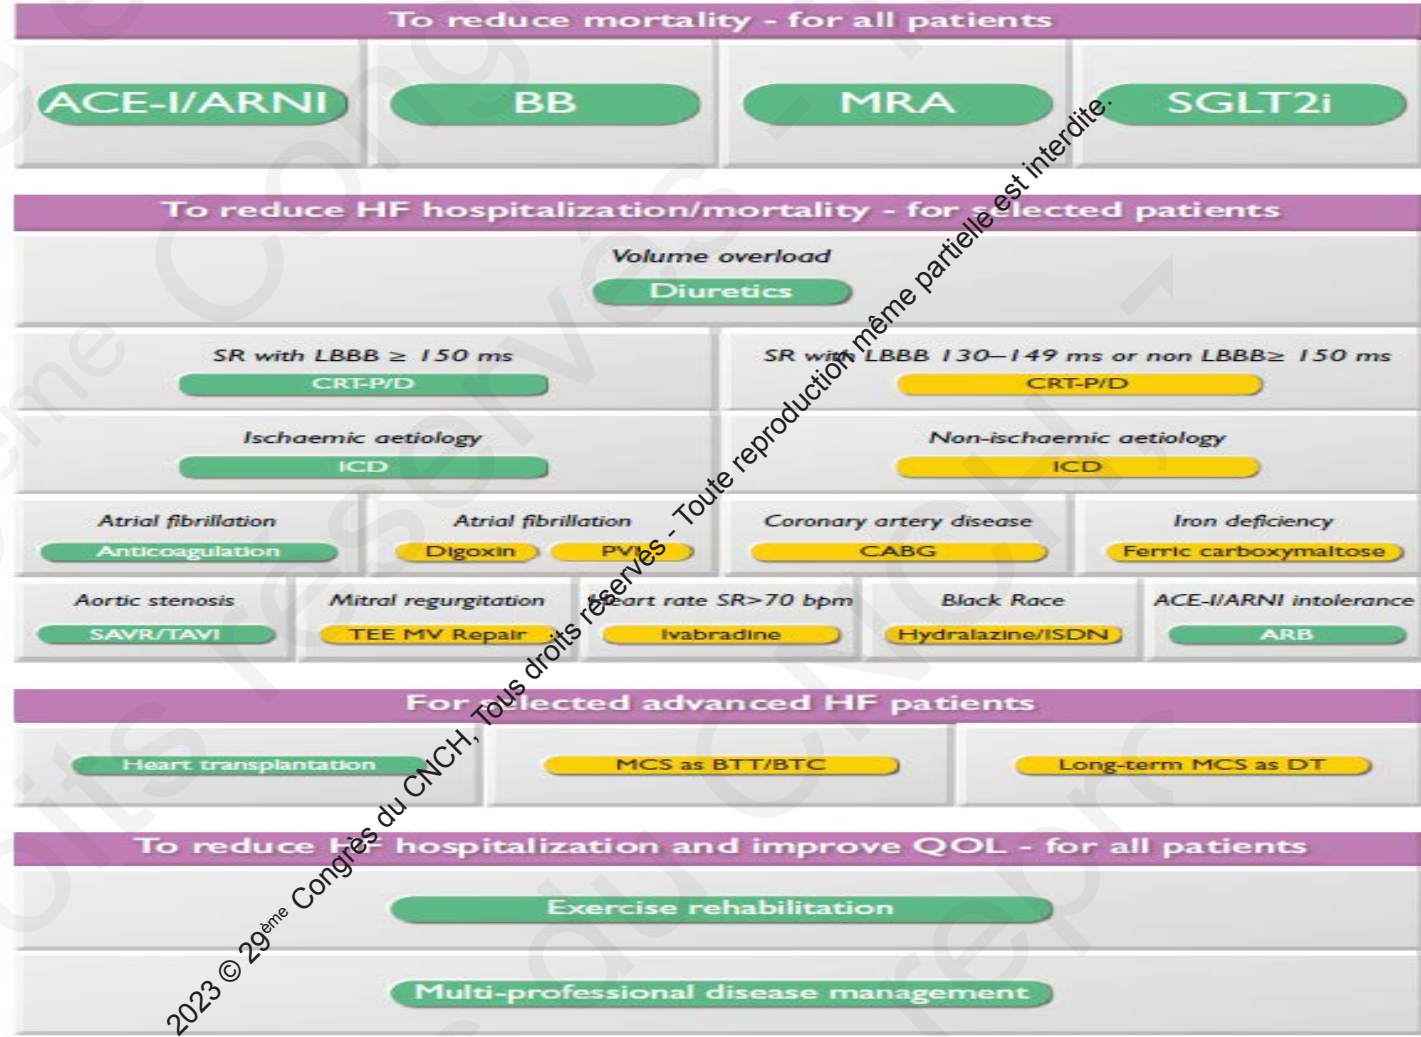 To reduce mortality - for all patients
ACE-I/ARNI
BB
MRA
SGLT2i
To reduce HF hospitalization/mortality - for selected patients
Volume overload
Diuretics
SR with LBBB ≥ 150 ms
CRT-P/D
SR with LBBB 130–149 ms or non LBBB≥ 150 ms
CRT-P/D
Ischaemic aetiology
ICD
Non-ischaemic aetiology
ICD
Atrial fibrillation
Anticoagulation
Atrial fibrillation
Digoxin
PVI
Coronary artery disease
CABG
Iron deficiency
Ferric carboxymaltose
Aortic stenosis
SAVR/TAVI
Mitral regurgitation
TEE MV Repair
Heart rate SR>70 bpm
Ivabradine
Black Race
Hydralazine/ISDN
ACE-I/ARNI intolerance
ARB
For selected advanced HF patients
Heart transplantation
MCS as BTT/BTC
Long-term MCS as DT
To reduce HF hospitalization and improve QOL - for all patients
Exercise rehabilitation
Multi-professional disease management
2023 © 29ème Congrès du CNCH, Tous droits réservés - Toute reproduction même partielle est interdite.